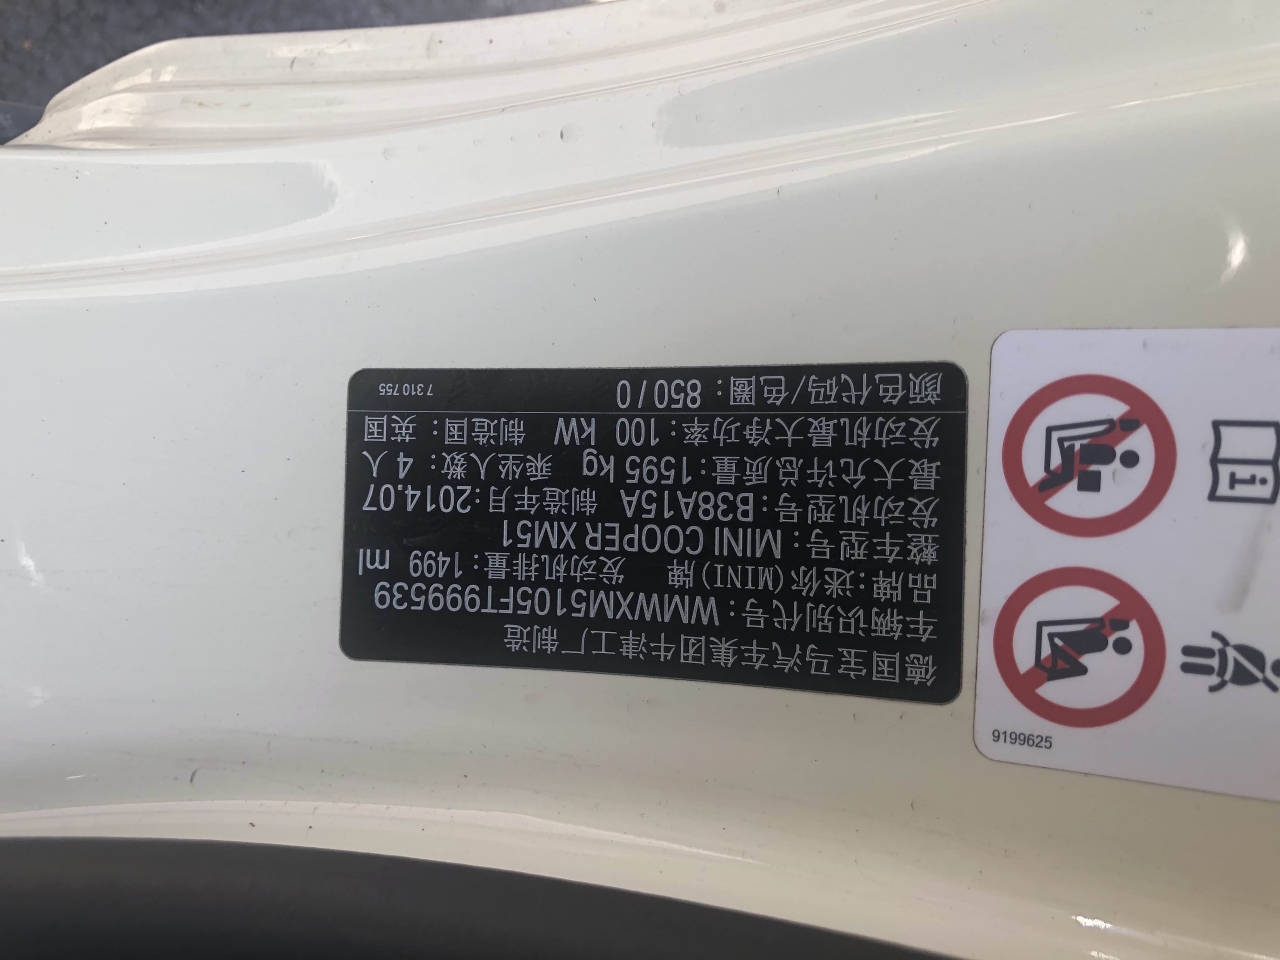 德国宝马汽车集团牛津工厂制造
车辆识别代号：WMWXM5105FT999539
品牌：迷你(MINI)牌 发动机排量：1499 ml
整车型号：MINI COOPER XM51
发动机型号：B38A15A 制造年月：2014.07
最大允许总质量：1595 kg 乘坐人数：4 人
发动机最大净功率：100 kW 制造国：英国
颜色代码/色圈：850 / 0
7 310 755
9199625